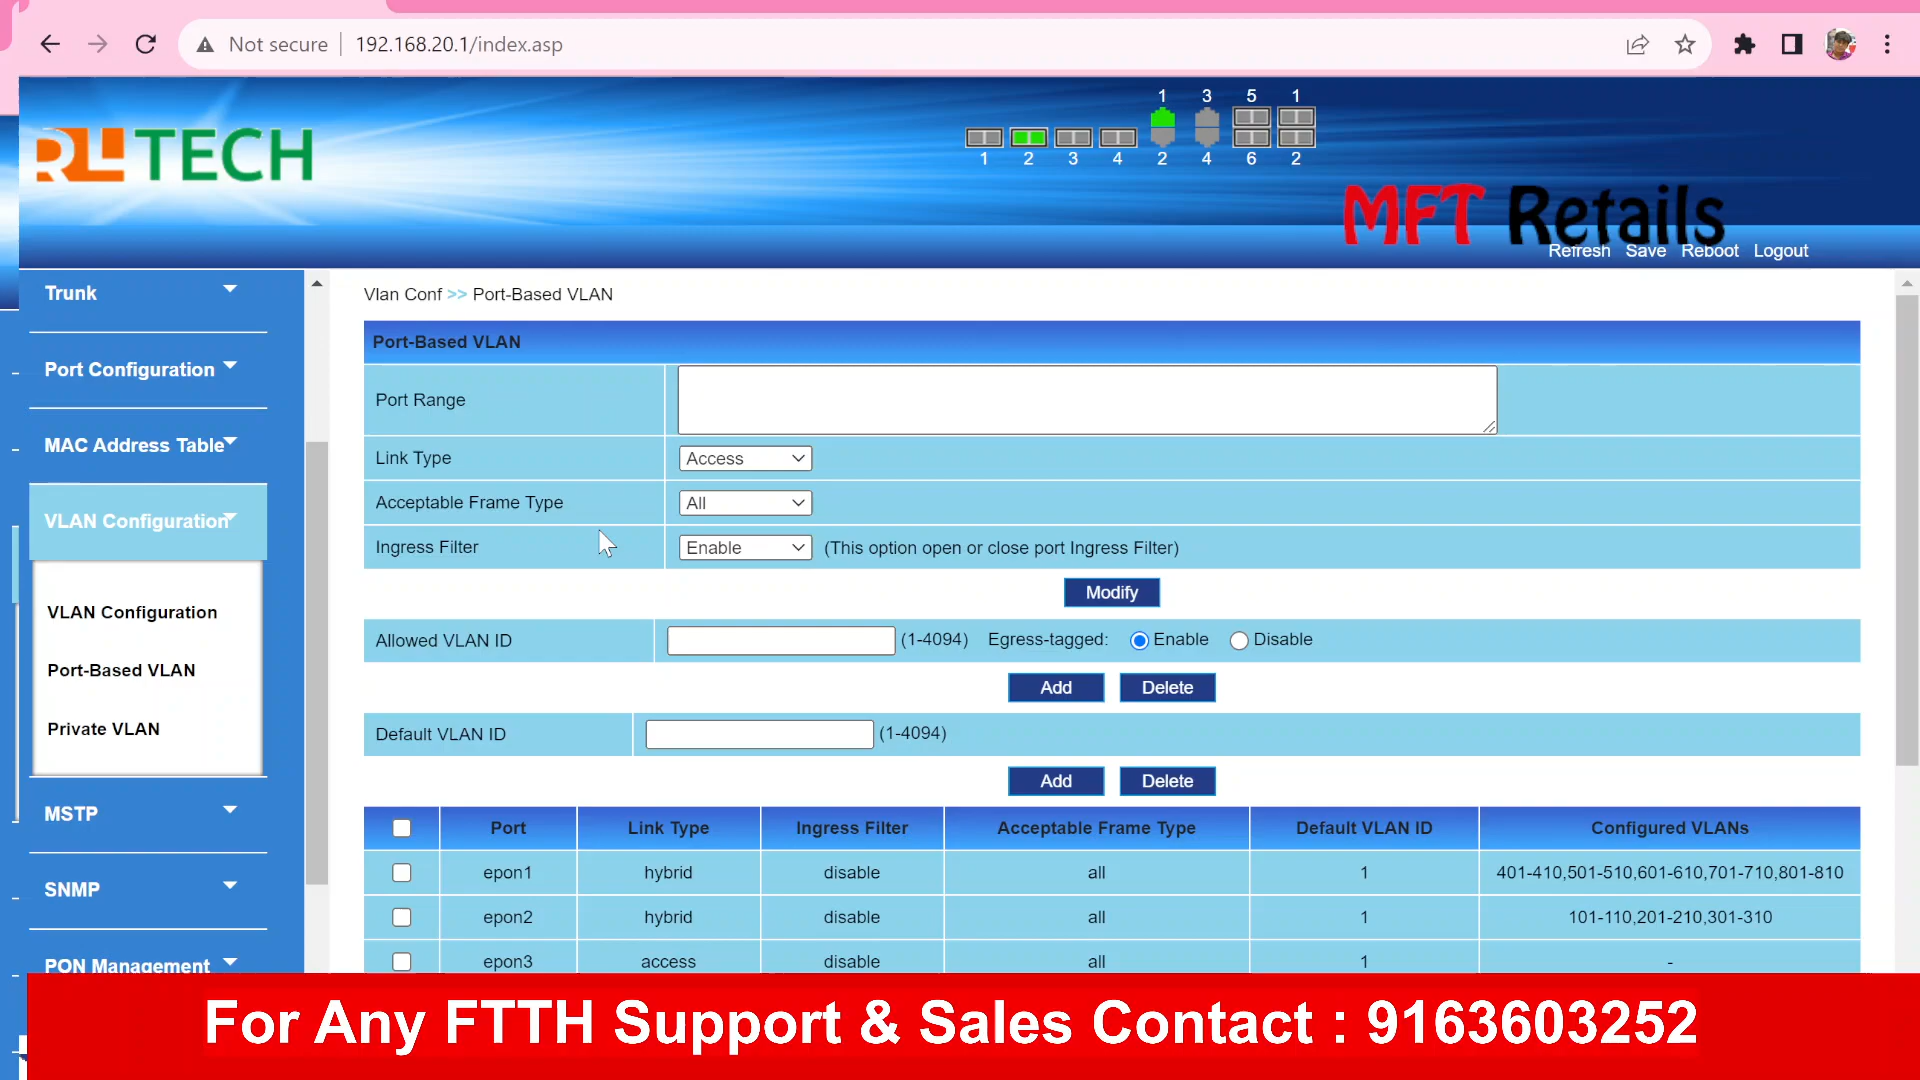 Not secure | 192.168.20.1/index.asp
1 3 5 1
1 2 3 4 2 4 6 2
RLTECH
MFT Retails
Refresh Save Reboot Logout
Trunk
Port Configuration
MAC Address Table
VLAN Configuration
VLAN Configuration
Port-Based VLAN
Private VLAN
MSTP
SNMP
PON Management
Vlan Conf >> Port-Based VLAN
Port-Based VLAN
Port Range
Link Type Access
Acceptable Frame Type All
Ingress Filter Enable (This option open or close port Ingress Filter)
Modify
Allowed VLAN ID (1-4094) Egress-tagged: Enable Disable
Add Delete
Default VLAN ID (1-4094)
Add Delete
Port Link Type Ingress Filter Acceptable Frame Type Default VLAN ID Configured VLANs
epon1 hybrid disable all 1 401-410,501-510,601-610,701-710,801-810
epon2 hybrid disable all 1 101-110,201-210,301-310
epon3 access disable all 1 -
For Any FTTH Support & Sales Contact : 9163603252